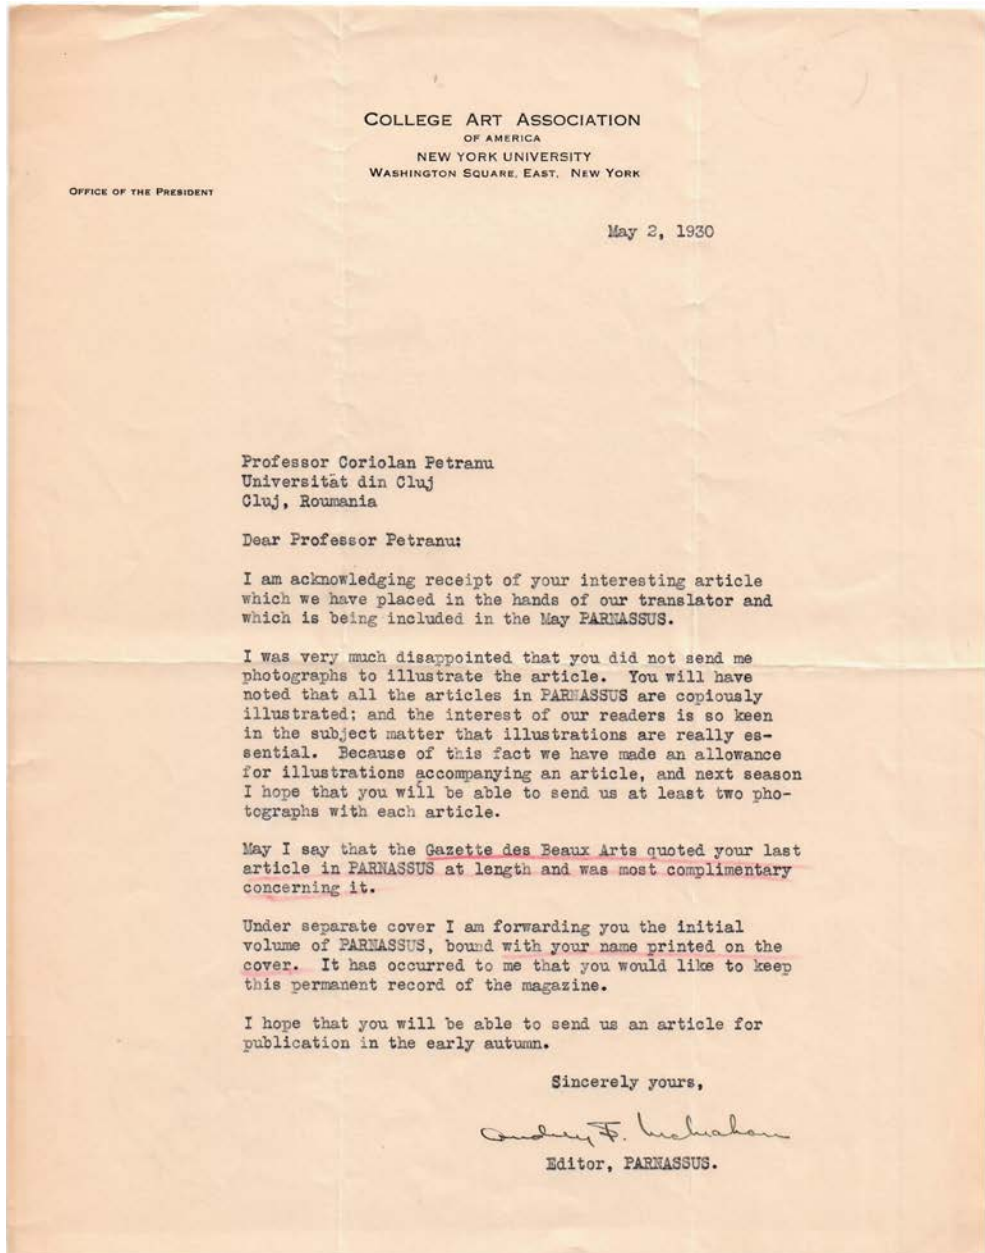 COLLEGE ART ASSOCIATION
OF AMERICA
NEW YORK UNIVERSITY
WASHINGTON SQUARE, EAST, NEW YORK
OFFICE OF THE PRESIDENT
May 2, 1930
Professor Coriolan Petranu
Universität din Cluj
Cluj, Roumania
Dear Professor Petranu:
I am acknowledging receipt of your interesting article
which we have placed in the hands of our translator and
which is being included in the May PARNASSUS.
I was very much disappointed that you did not send me
photographs to illustrate the article. You will have
noted that all the articles in PARNASSUS are copiously
illustrated; and the interest of our readers is so keen
in the subject matter that illustrations are really es-
sential. Because of this fact we have made an allowance
for illustrations accompanying an article, and next season
I hope that you will be able to send us at least two pho-
tographs with each article.
May I say that the Gazette des Beaux Arts quoted your last
article in PARNASSUS at length and was most complimentary
concerning it.
Under separate cover I am forwarding you the initial
volume of PARNASSUS, bound with your name printed on the
cover. It has occurred to me that you would like to keep
this permanent record of the magazine.
I hope that you will be able to send us an article for
publication in the early autumn.
Sincerely yours,
Audrey F. McMahon
Editor, PARNASSUS.